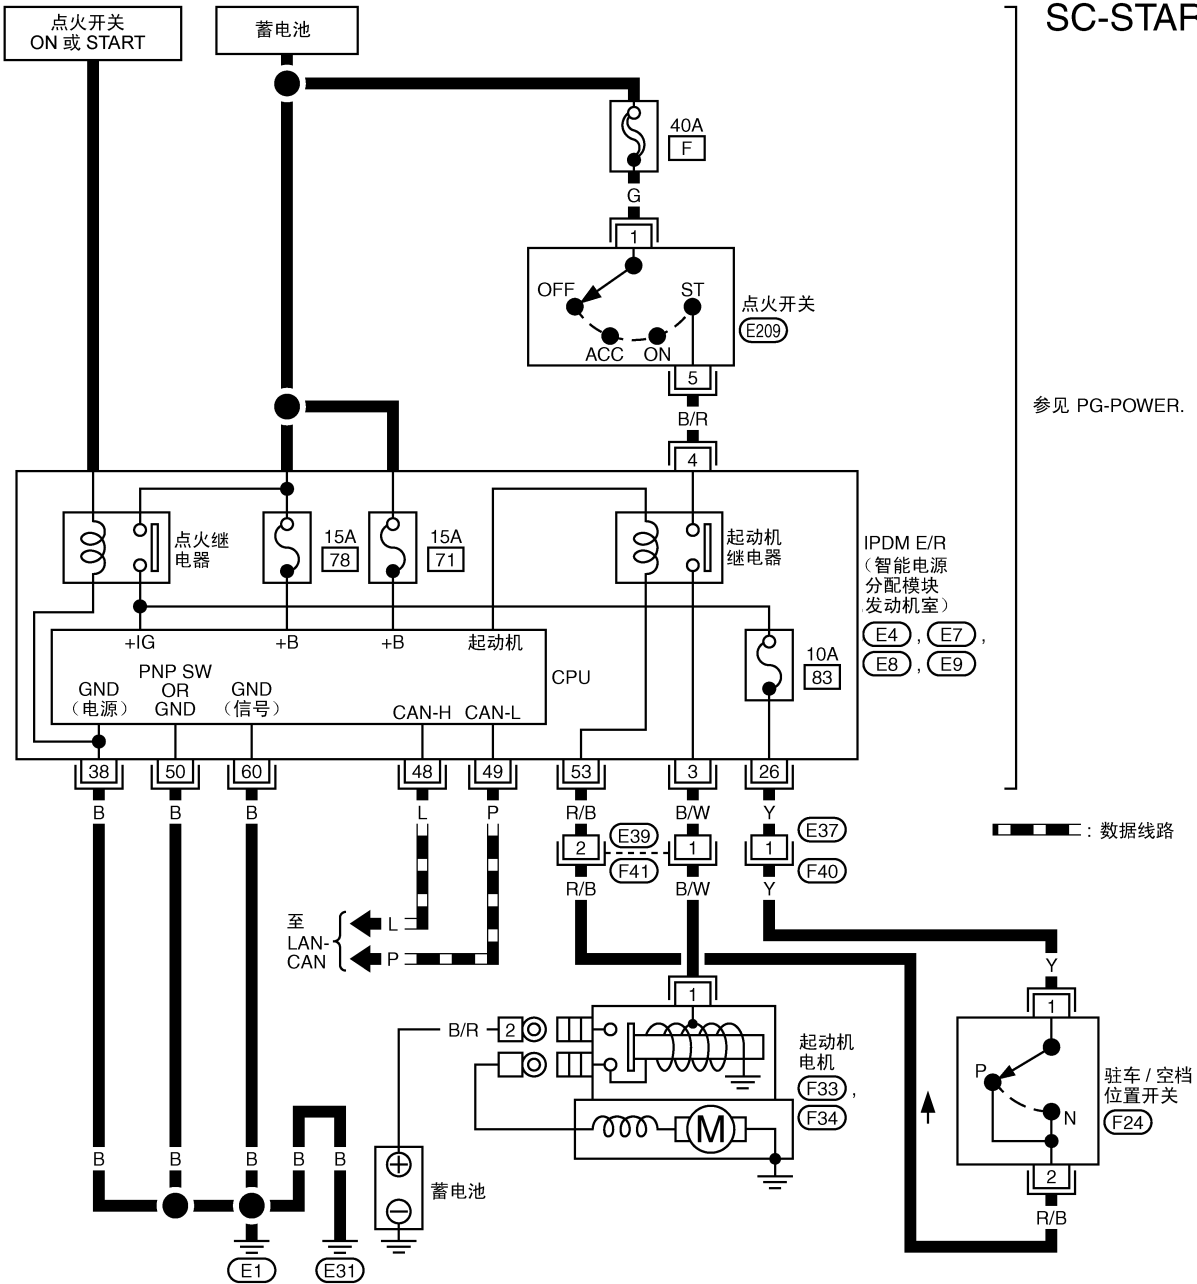 SC-STAR
点火开关
ON 或 START
蓄电池
40A
F
G
1
OFF
ST
ACC
ON
点火开关
E209
5
B/R
4
参见 PG-POWER.
点火继
电器
15A
78
15A
71
起动机
继电器
IPDM E/R
（智能电源
分配模块
发动机室）
E4 , E7 ,
E8 , E9
+IG
+B
+B
起动机
CPU
10A
83
PNP SW
OR
GND
GND
（电源）
GND
（信号）
CAN-H
CAN-L
38
50
60
48
49
53
3
26
B
B
B
L
P
R/B
B/W
Y
: 数据线路
E39
F41
2
1
1
E37
F40
R/B
B/W
Y
至
LAN-
CAN
L
P
Y
1
1
B/R
2
起动机
电机
F33 ,
F34
M
P
N
驻车 / 空档
位置开关
F24
2
R/B
B
B
B
B
B
+
−
蓄电池
E1
E31